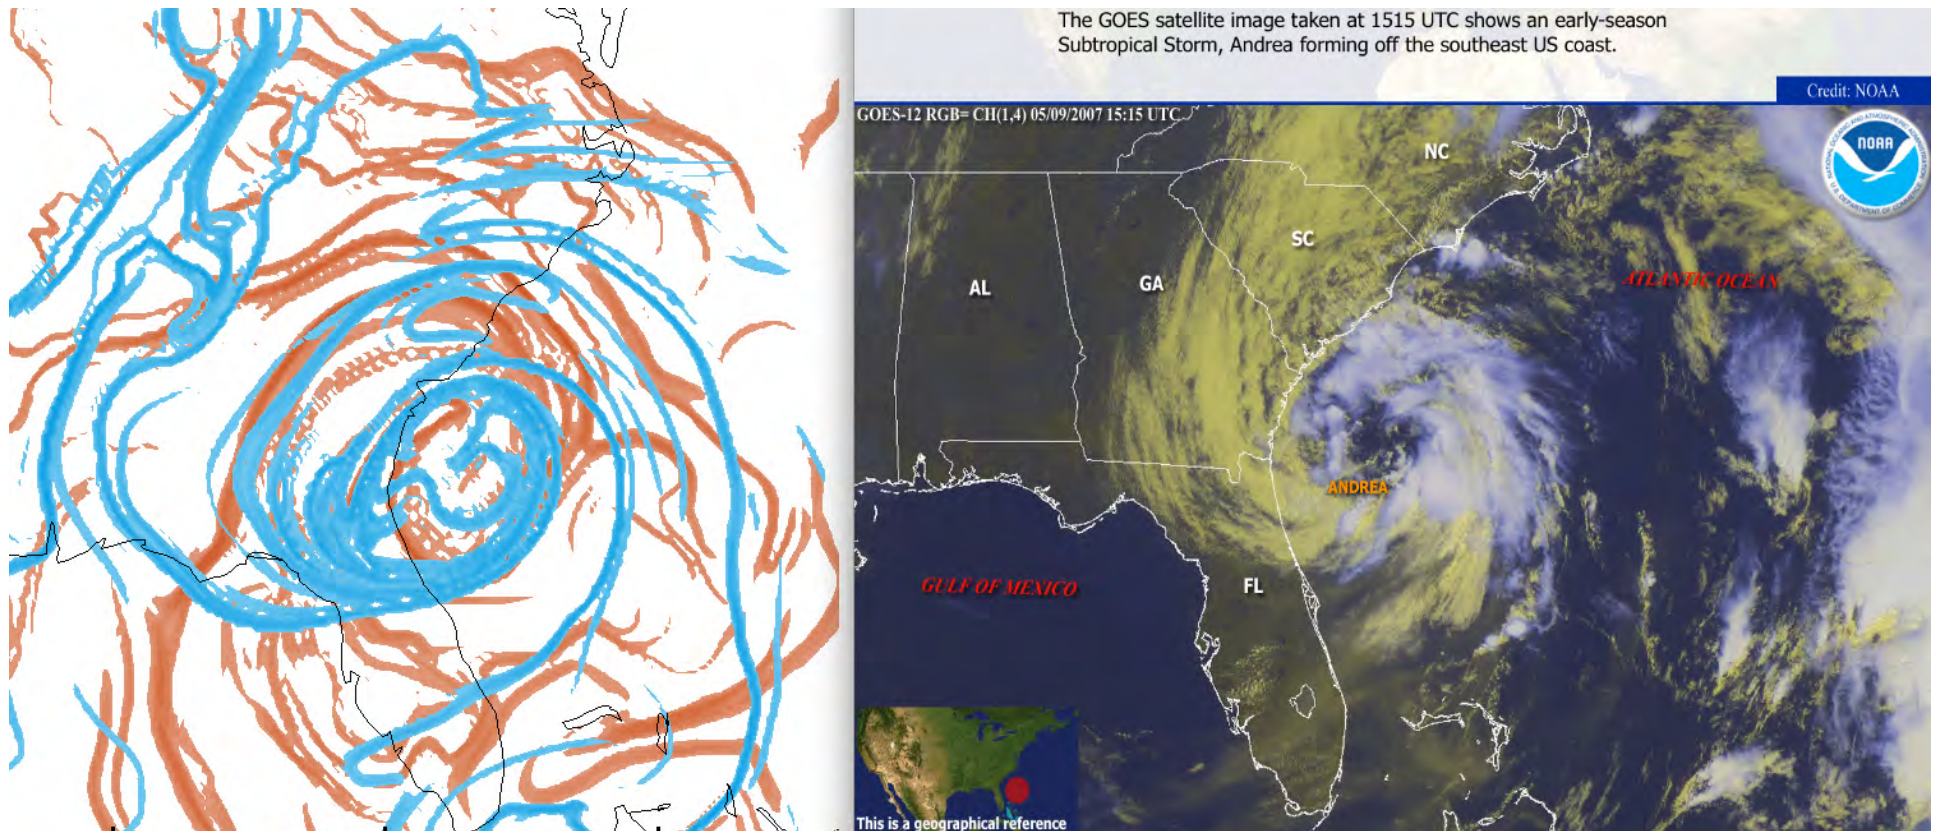 The GOES satellite image taken at 1515 UTC shows an early-season
Subtropical Storm, Andrea forming off the southeast US coast.
Credit: NOAA
GOES-12 RGB= CH(1,4) 05/09/2007 15:15 UTC
NOAA
NC
SC
ATLANTIC OCEAN
AL
GA
ANDREA
GULF OF MEXICO
FL
This is a geographical reference